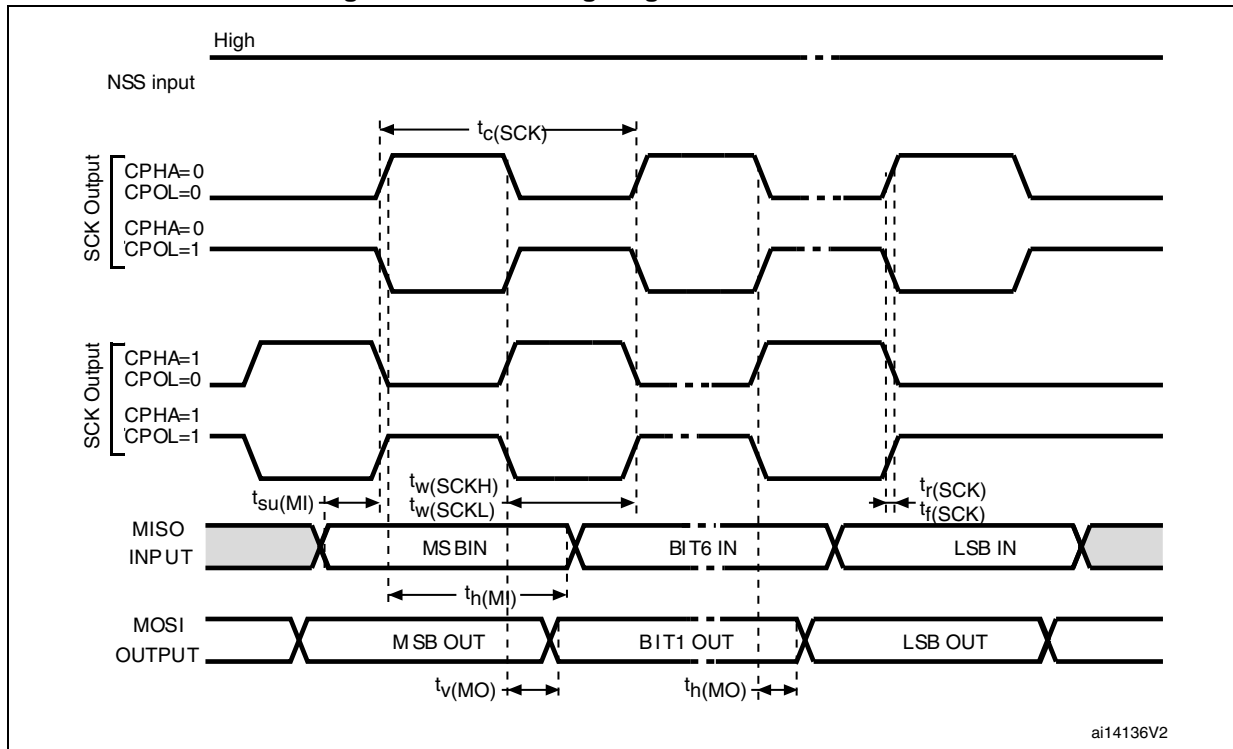 High
NSS input
tc(SCK)
SCK Output
CPHA=0
CPOL=0
CPHA=0
CPOL=1
SCK Output
CPHA=1
CPOL=0
CPHA=1
CPOL=1
tsu(MI)
tw(SCKH)
tw(SCKL)
tr(SCK)
tf(SCK)
MISO
INPUT
MSBIN
BIT6 IN
LSB IN
th(MI)
MOSI
OUTPUT
MSB OUT
BIT1 OUT
LSB OUT
tv(MO)
th(MO)
ai14136V2